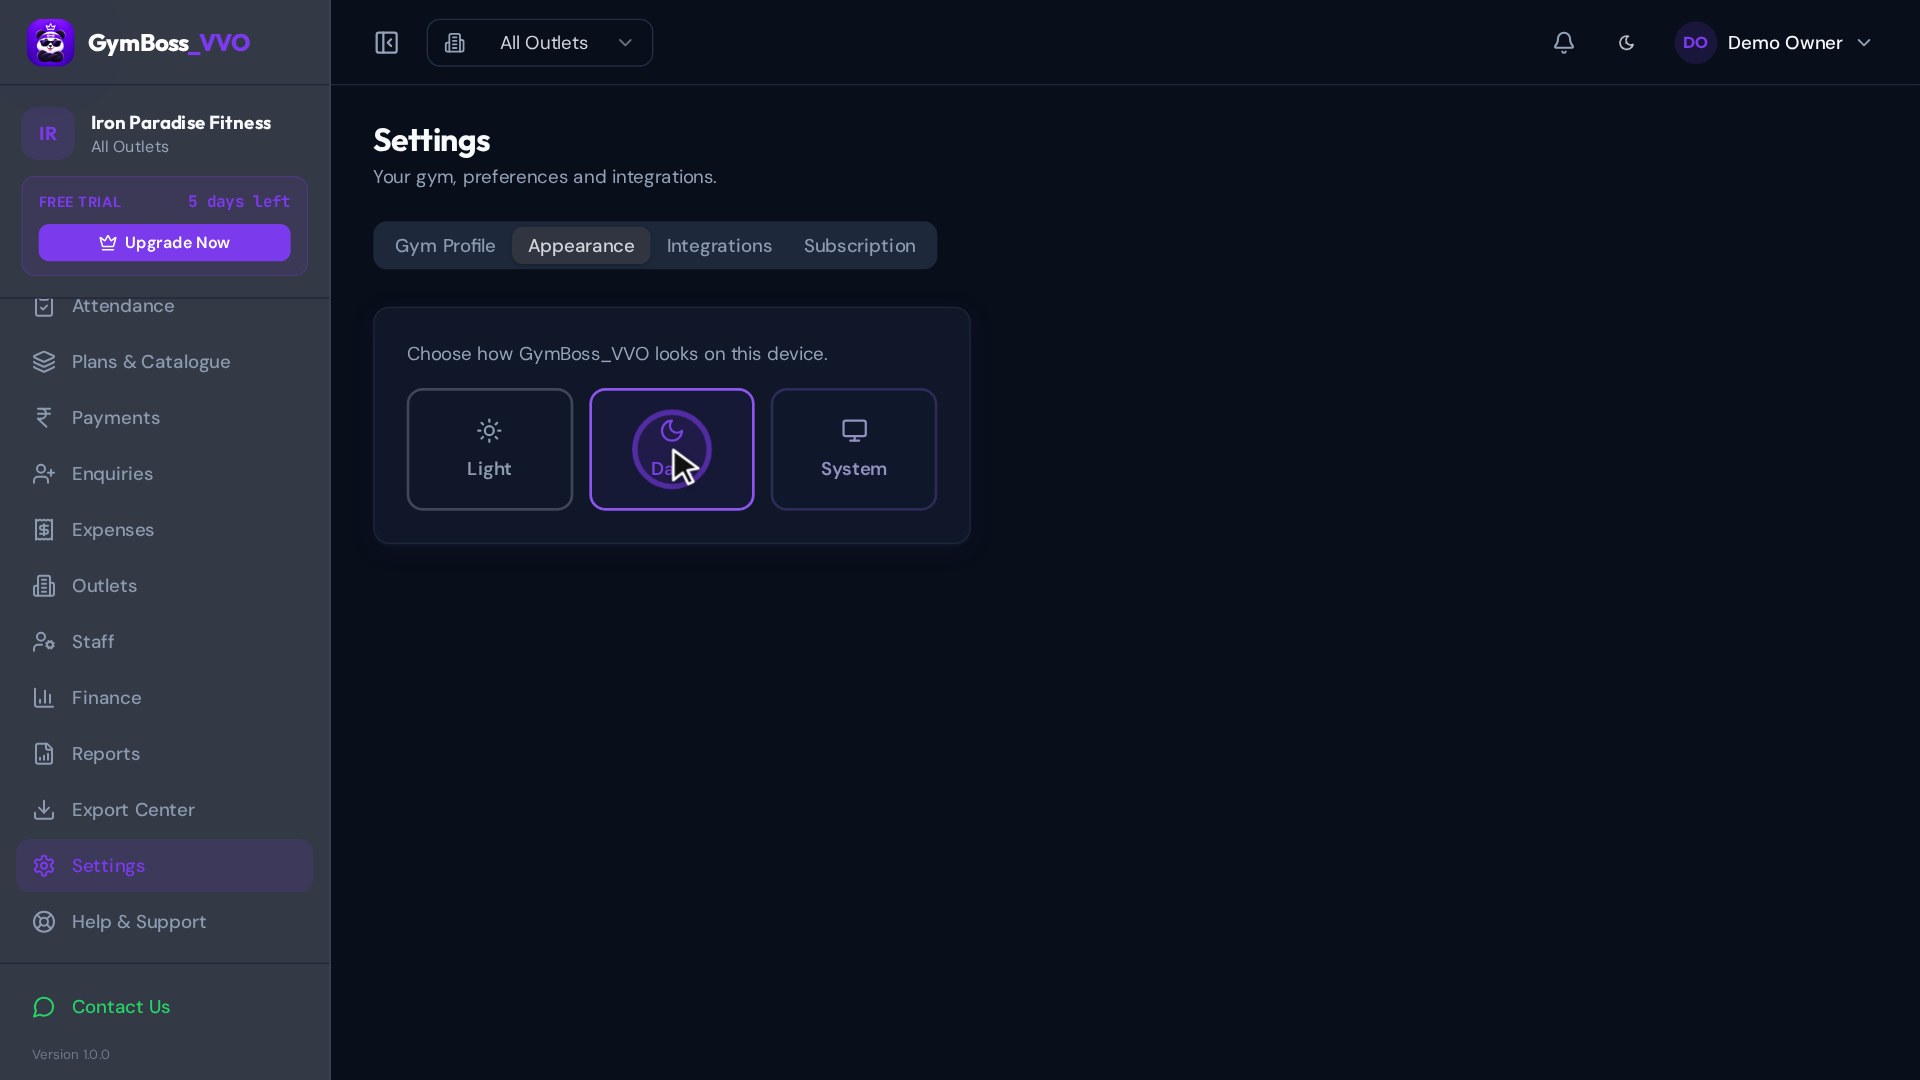 GymBoss_VVO
IR
Iron Paradise Fitness
All Outlets
FREE TRIAL
5 days left
Upgrade Now
Attendance
Plans & Catalogue
Payments
Enquiries
Expenses
Outlets
Staff
Finance
Reports
Export Center
Settings
Help & Support
Contact Us
Version 1.0.0
All Outlets
DO
Demo Owner
Settings
Your gym, preferences and integrations.
Gym Profile
Appearance
Integrations
Subscription
Choose how GymBoss_VVO looks on this device.
Light
System